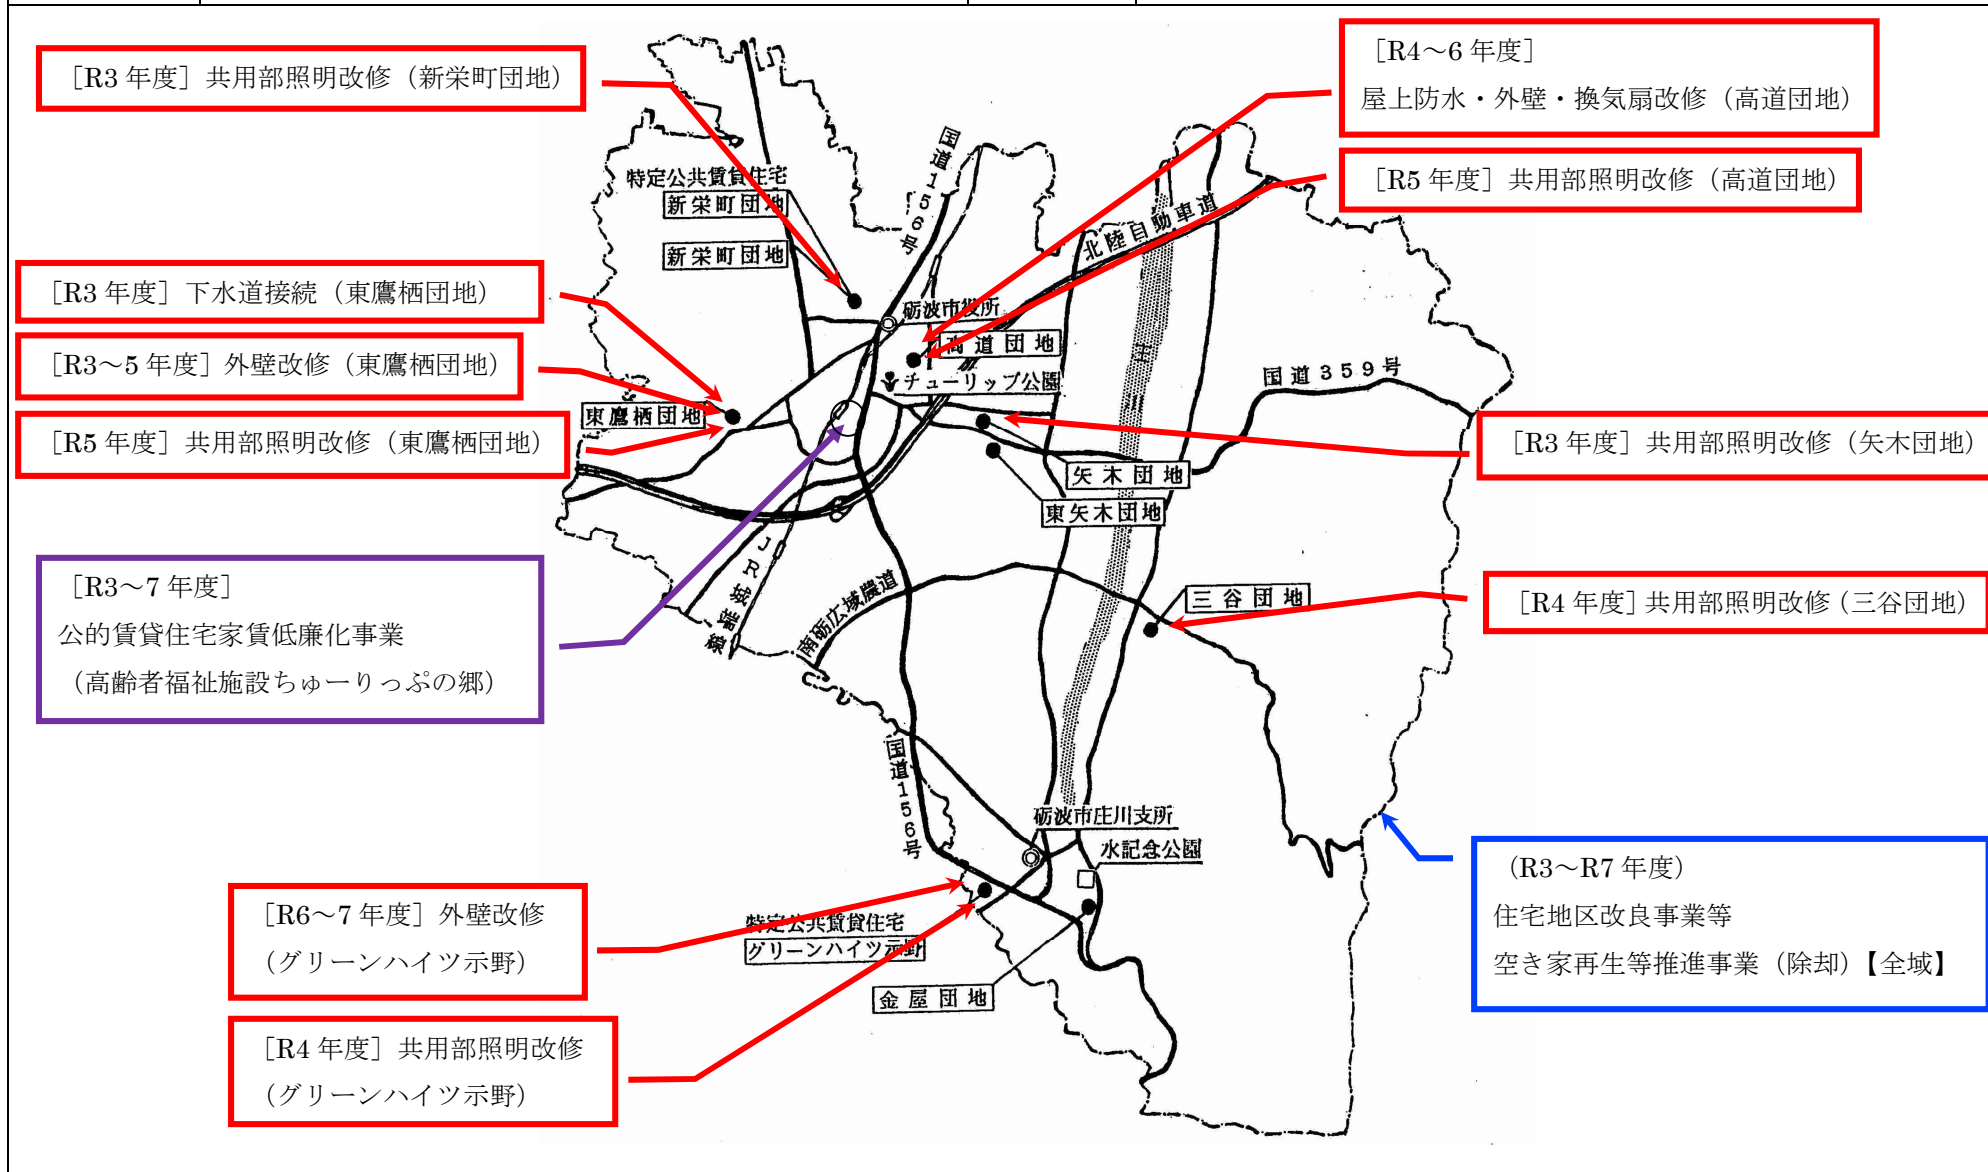 ［R3 年度］共用部照明改修（新栄町団地）
［R4～6 年度］
屋上防水・外壁・換気扇改修（高道団地）
［R5 年度］共用部照明改修（高道団地）
国道156号
特定公共賃貸住宅
新栄町団地
新栄町団地
北陸自動車道
［R3 年度］下水道接続（東鷹栖団地）
［R3～5 年度］外壁改修（東鷹栖団地）
［R5 年度］共用部照明改修（東鷹栖団地）
砺波市役所
高道団地
チューリップ公園
国道359号
東鷹栖団地
［R3 年度］共用部照明改修（矢木団地）
矢木団地
東矢木団地
JR城端線
［R3～7 年度］
公的賃貸住宅家賃低廉化事業
（高齢者福祉施設ちゅーりっぷの郷）
南砺広域農道
三谷団地
［R4 年度］共用部照明改修（三谷団地）
国道156号
砺波市庄川支所
水記念公園
（R3～R7 年度）
住宅地区改良事業等
空き家再生等推進事業（除却）【全域】
［R6～7 年度］外壁改修
（グリーンハイツ示野）
特定公共賃貸住宅
グリーンハイツ示野
金屋団地
［R4 年度］共用部照明改修
（グリーンハイツ示野）